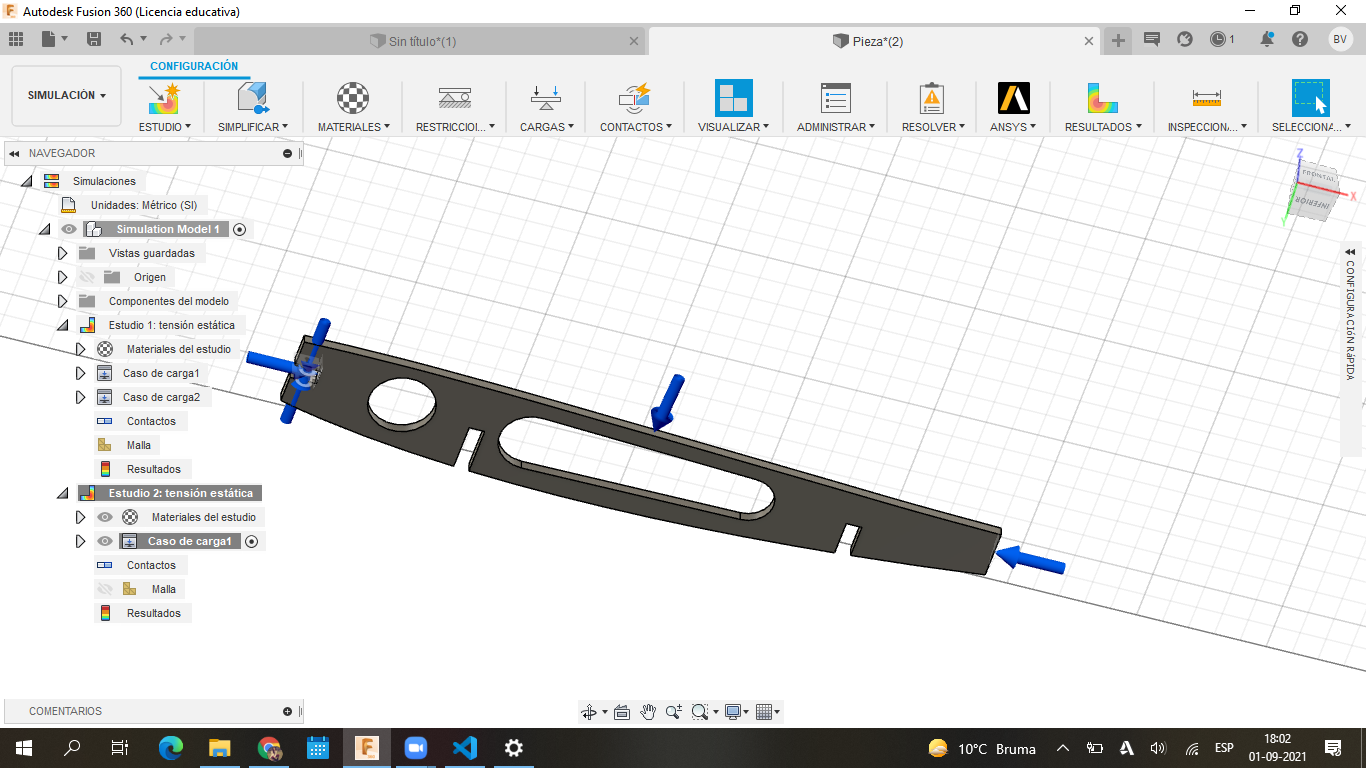 Autodesk Fusion 360 (Licencia educativa)
Sin título*(1)
Pieza*(2)
1
BV
SIMULACIÓN
CONFIGURACIÓN
ESTUDIO
SIMPLIFICAR
MATERIALES
RESTRICCIOI...
CARGAS
CONTACTOS
VISUALIZAR
ADMINISTRAR
RESOLVER
ANSYS
RESULTADOS
INSPECCION...
SELECCIONA...
NAVEGADOR
Simulaciones
Unidades: Métrico (SI)
Simulation Model 1
Vistas guardadas
Origen
Componentes del modelo
Estudio 1: tensión estática
Materiales del estudio
Caso de carga1
Caso de carga2
Contactos
Malla
Resultados
Estudio 2: tensión estática
Materiales del estudio
Caso de carga1
Contactos
Malla
Resultados
Z
FRONTAL
INFERIOR
X
Y
CONFIGURACIÓN RÁPIDA
g
COMENTARIOS
10°C Bruma
ESP
18:02
01-09-2021